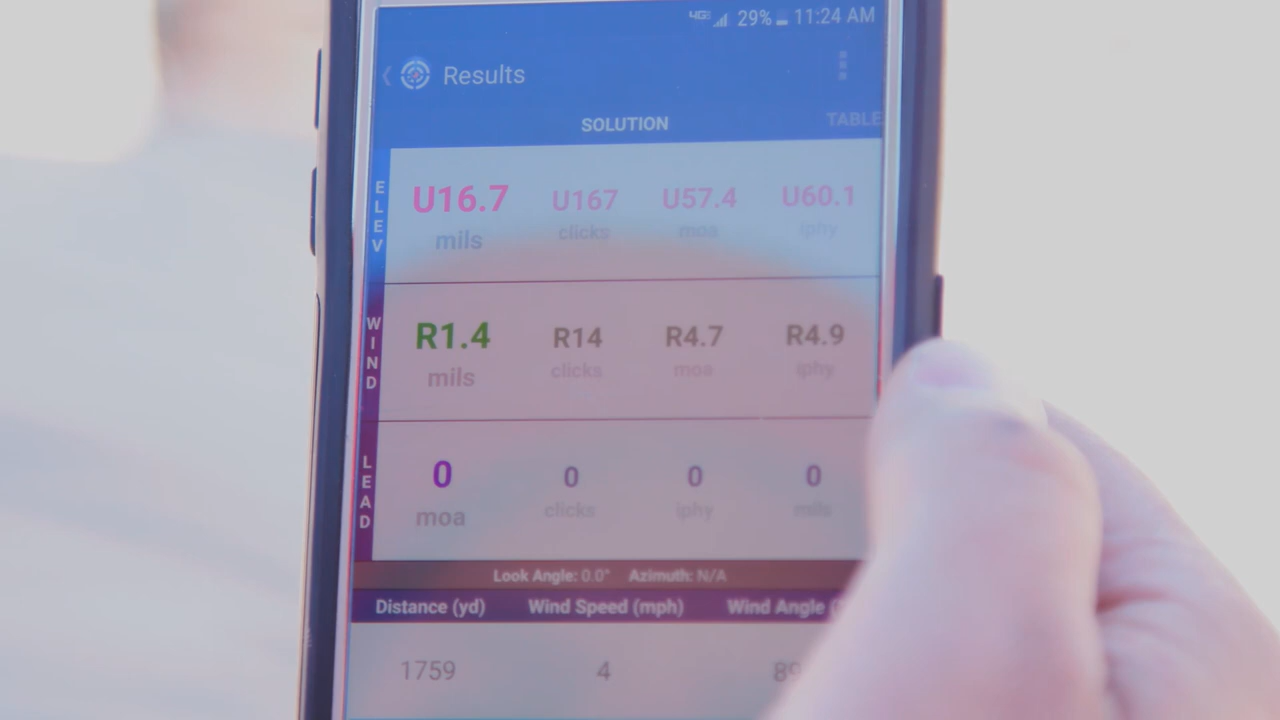 4G 29% 11:24 AM
Results
SOLUTION TABLE
ELEV
U16.7 U167 U57.4 U60.1
mils clicks moa iphy
WIND
R1.4 R14 R4.7 R4.9
mils clicks moa iphy
LEAD
0 0 0 0
moa clicks iphy mils
Look Angle: 0.0° Azimuth: N/A
Distance (yd) Wind Speed (mph) Wind Angle
1759 4 89